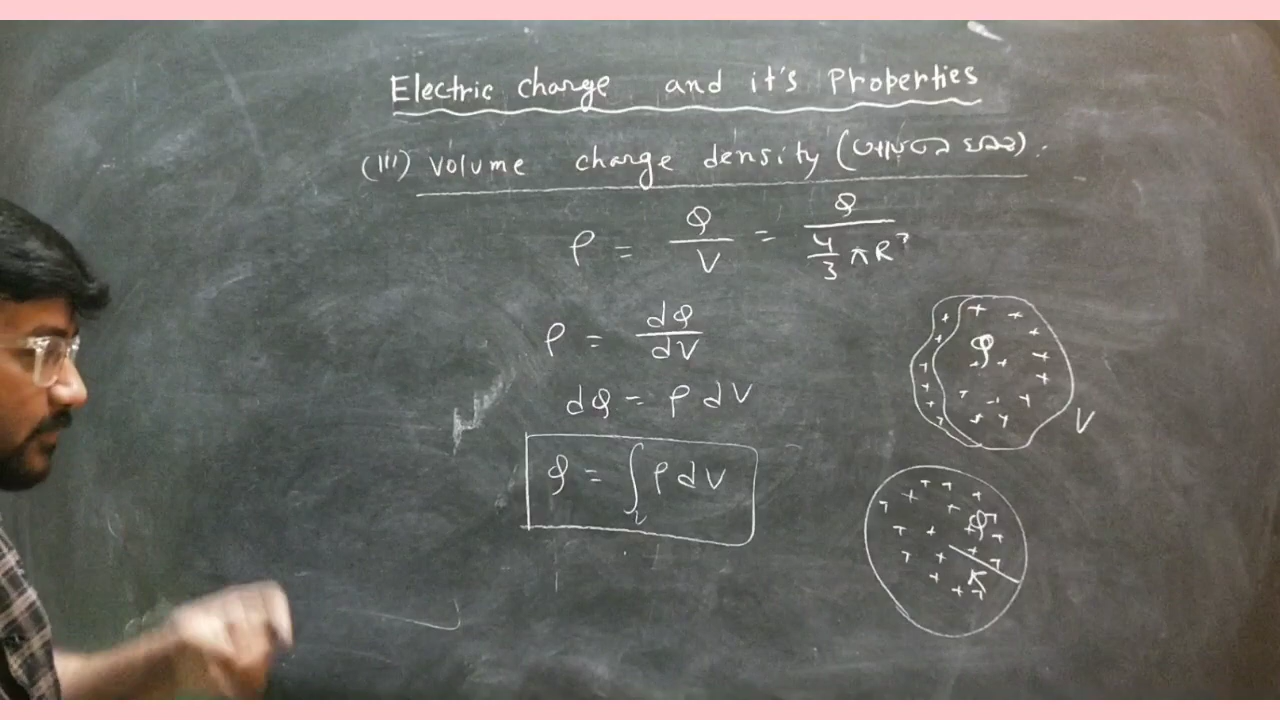 Electric charge and it's Properties
(iii) Volume charge density
ρ = Q/V = Q/(4/3 πR³)
ρ = dQ/dV
dQ = ρ dV
Q = ∫v ρ dV
Q
V
Q
R